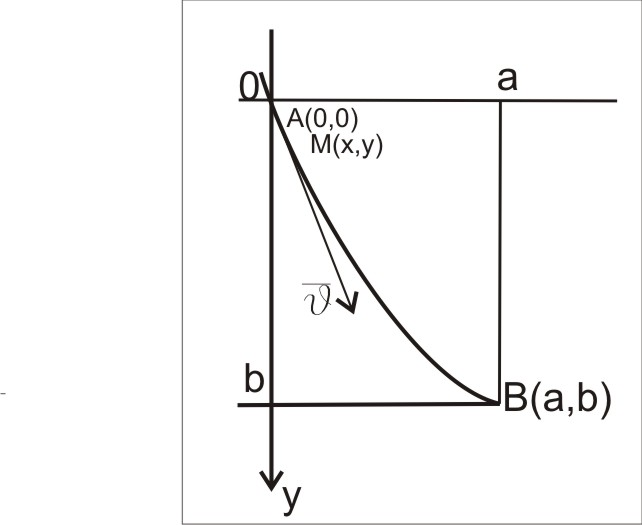 0
a
A(0,0)
M(x,y)
ϑ
b
B(a,b)
y